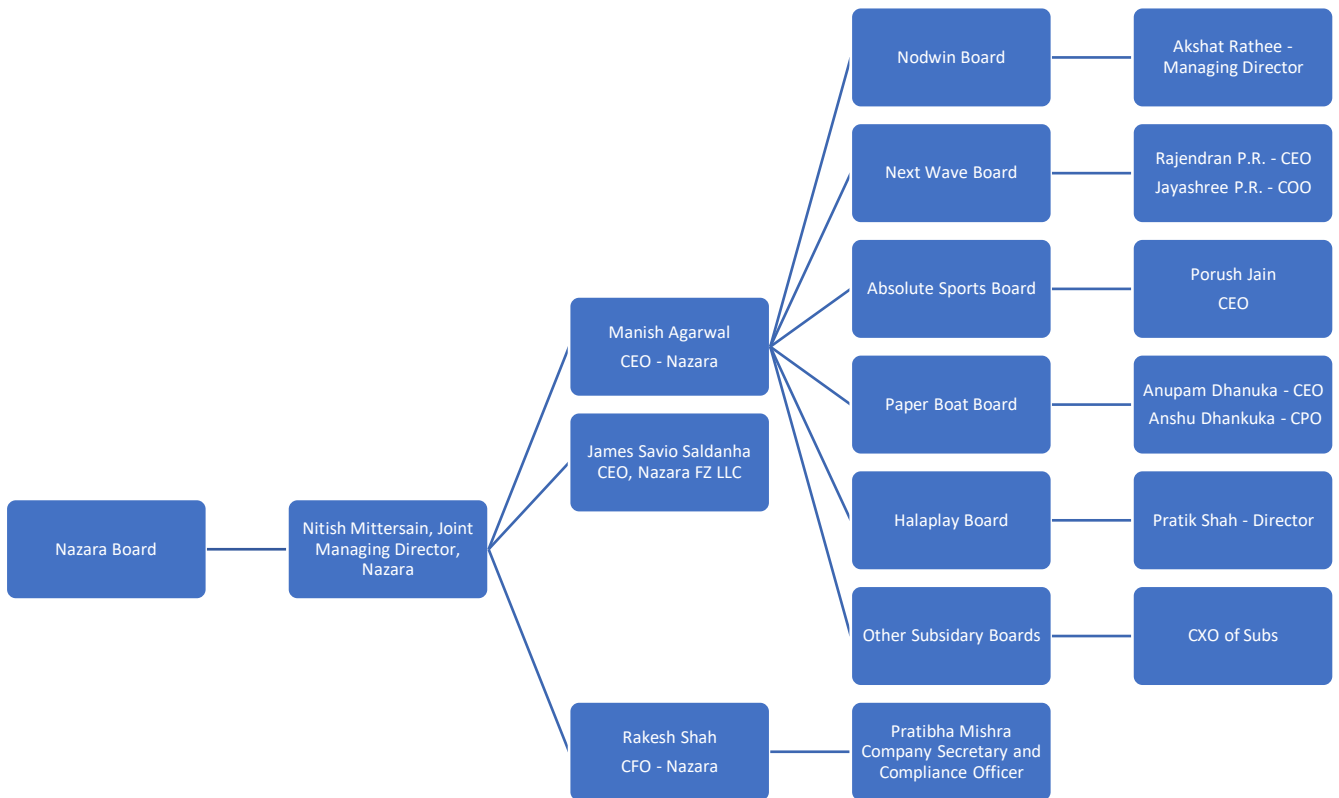 Nazara Board
Nitish Mittersain, Joint
Managing Director,
Nazara
Manish Agarwal
CEO - Nazara
James Savio Saldanha
CEO, Nazara FZ LLC
Rakesh Shah
CFO - Nazara
Nodwin Board
Akshat Rathee -
Managing Director
Next Wave Board
Rajendran P.R. - CEO
Jayashree P.R. - COO
Absolute Sports Board
Porush Jain
CEO
Paper Boat Board
Anupam Dhanuka - CEO
Anshu Dhankuka - CPO
Halaplay Board
Pratik Shah - Director
Other Subsidary Boards
CXO of Subs
Pratibha Mishra
Company Secretary and
Compliance Officer